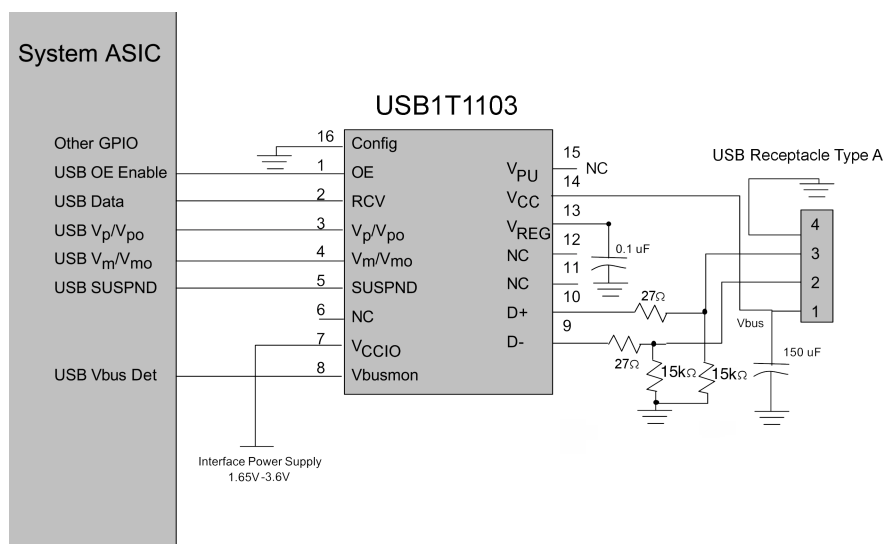 System ASIC
USB1T1103
Other GPIO
USB OE Enable
USB Data
USB Vp/Vpo
USB Vm/Vmo
USB SUSPND
USB Vbus Det
16
1
2
3
4
5
6
7
8
Config
OE
RCV
Vp/Vpo
Vm/Vmo
SUSPND
NC
VCCIO
Vbusmon
VPU
VCC
VREG
NC
NC
D+
D-
15
NC
14
13
12
11
10
9
0.1 uF
27Ω
27Ω
15kΩ
15kΩ
USB Receptacle Type A
4
3
2
1
Vbus
150 uF
Interface Power Supply
1.65V-3.6V